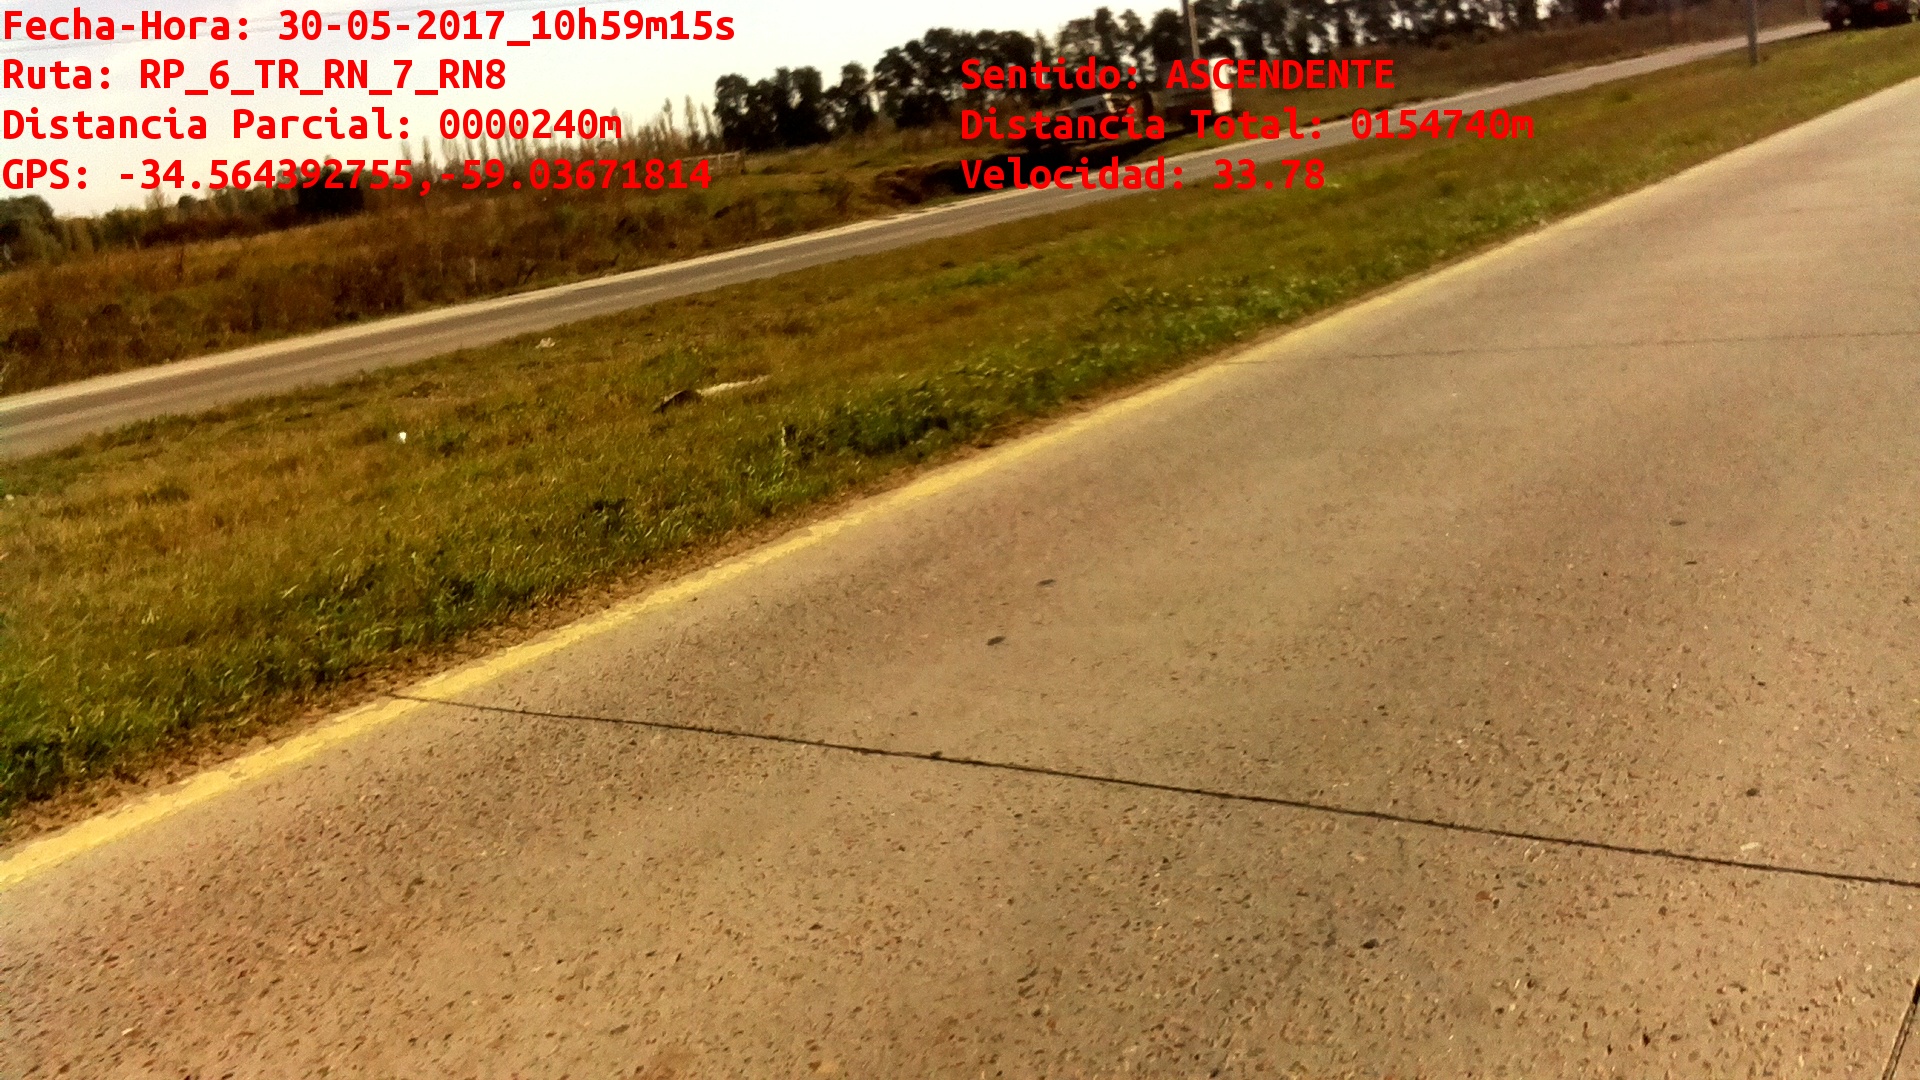 Fecha-Hora: 30-05-2017_10h59m15s
Ruta: RP_6_TR_RN_7_RN8
Sentido: ASCENDENTE
Distancia Parcial: 0000240m
Distancia Total: 0154740m
GPS: -34.564392755,-59.03671814
Velocidad: 33.78